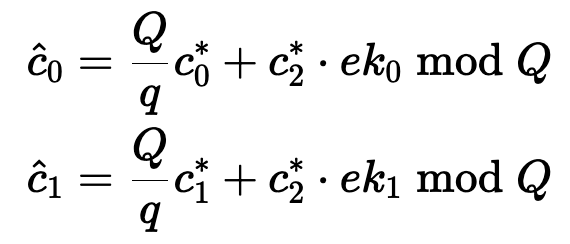 ĉ₀ = Q/q c₀* + c₂* · ek₀ mod Q
ĉ₁ = Q/q c₁* + c₂* · ek₁ mod Q